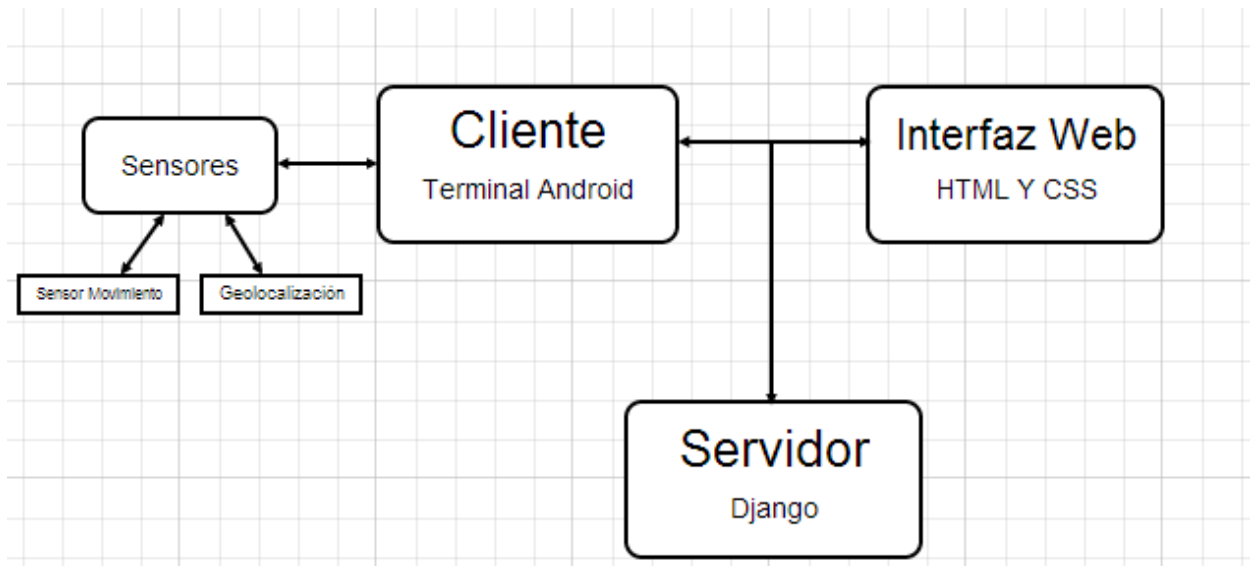 Cliente
Terminal Android
Interfaz Web
HTML Y CSS
Sensores
Sensor Movimiento
Geolocalización
Servidor
Django